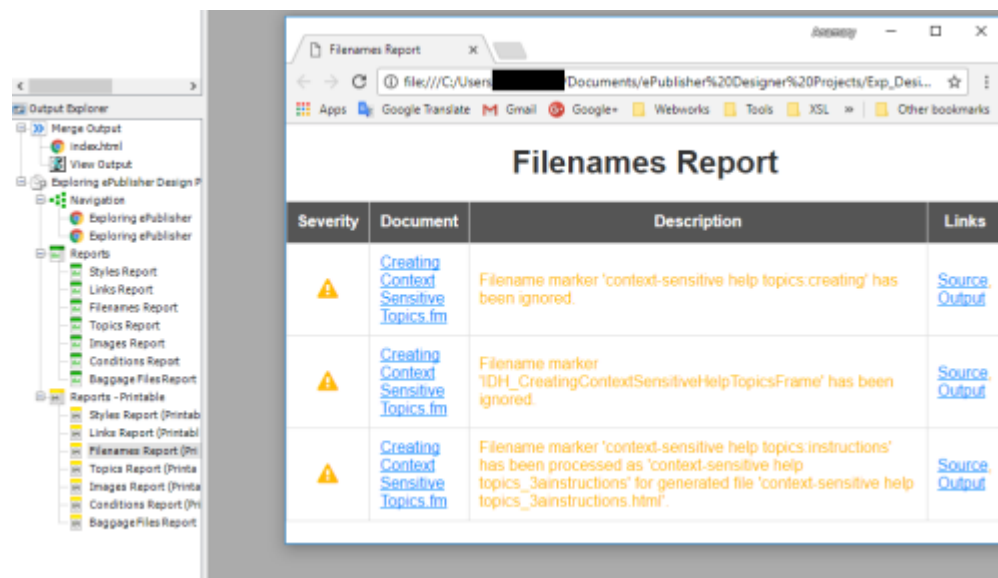 Output Explorer
Merge Output
index.html
View Output
Exploring ePublisher Design P
Navigation
Exploring ePublisher
Exploring ePublisher
Reports
Styles Report
Links Report
Filenames Report
Topics Report
Images Report
Conditions Report
Baggage Files Report
Reports - Printable
Styles Report (Printab
Links Report (Printabl
Filenames Report (Pri
Topics Report (Printa
Images Report (Printa
Conditions Report (Pri
Baggage Files Report
Filenames Report
file:///C:/Users /Documents/ePublisher%20Designer%20Projects/Exp_Desi...
Apps Google Translate Gmail Google+ Webworks Tools XSL » Other bookmarks
Filenames Report
Severity Document Description Links
Creating
Context
Sensitive
Topics.fm
Filename marker 'context-sensitive help topics:creating' has
been ignored.
Source,
Output
Creating
Context
Sensitive
Topics.fm
Filename marker
'IDH_CreatingContextSensitiveHelpTopicsFrame' has been
ignored.
Source,
Output
Creating
Context
Sensitive
Topics.fm
Filename marker 'context-sensitive help topics:instructions'
has been processed as 'context-sensitive help
topics_3ainstructions' for generated file 'context-sensitive help
topics_3ainstructions.html'.
Source,
Output